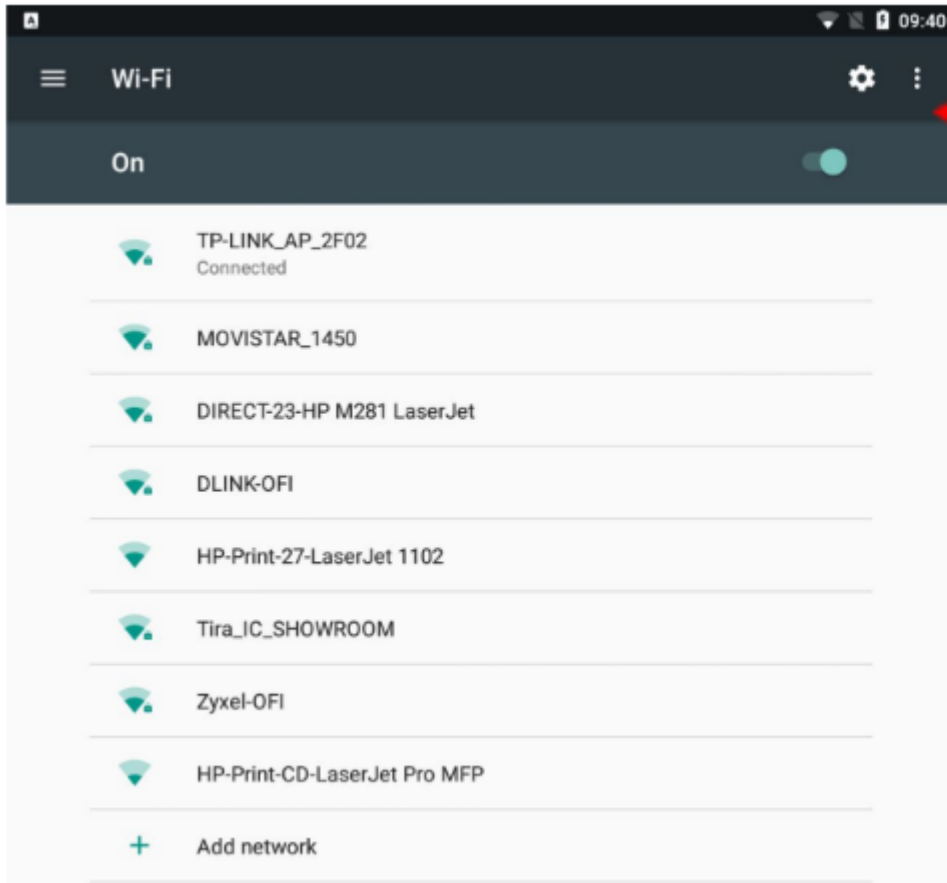 A
09:40
Wi-Fi
On
TP-LINK_AP_2F02
Connected
MOVISTAR_1450
DIRECT-23-HP M281 LaserJet
DLINK-OFI
HP-Print-27-LaserJet 1102
Tira_IC_SHOWROOM
Zyxel-OFI
HP-Print-CD-LaserJet Pro MFP
Add network